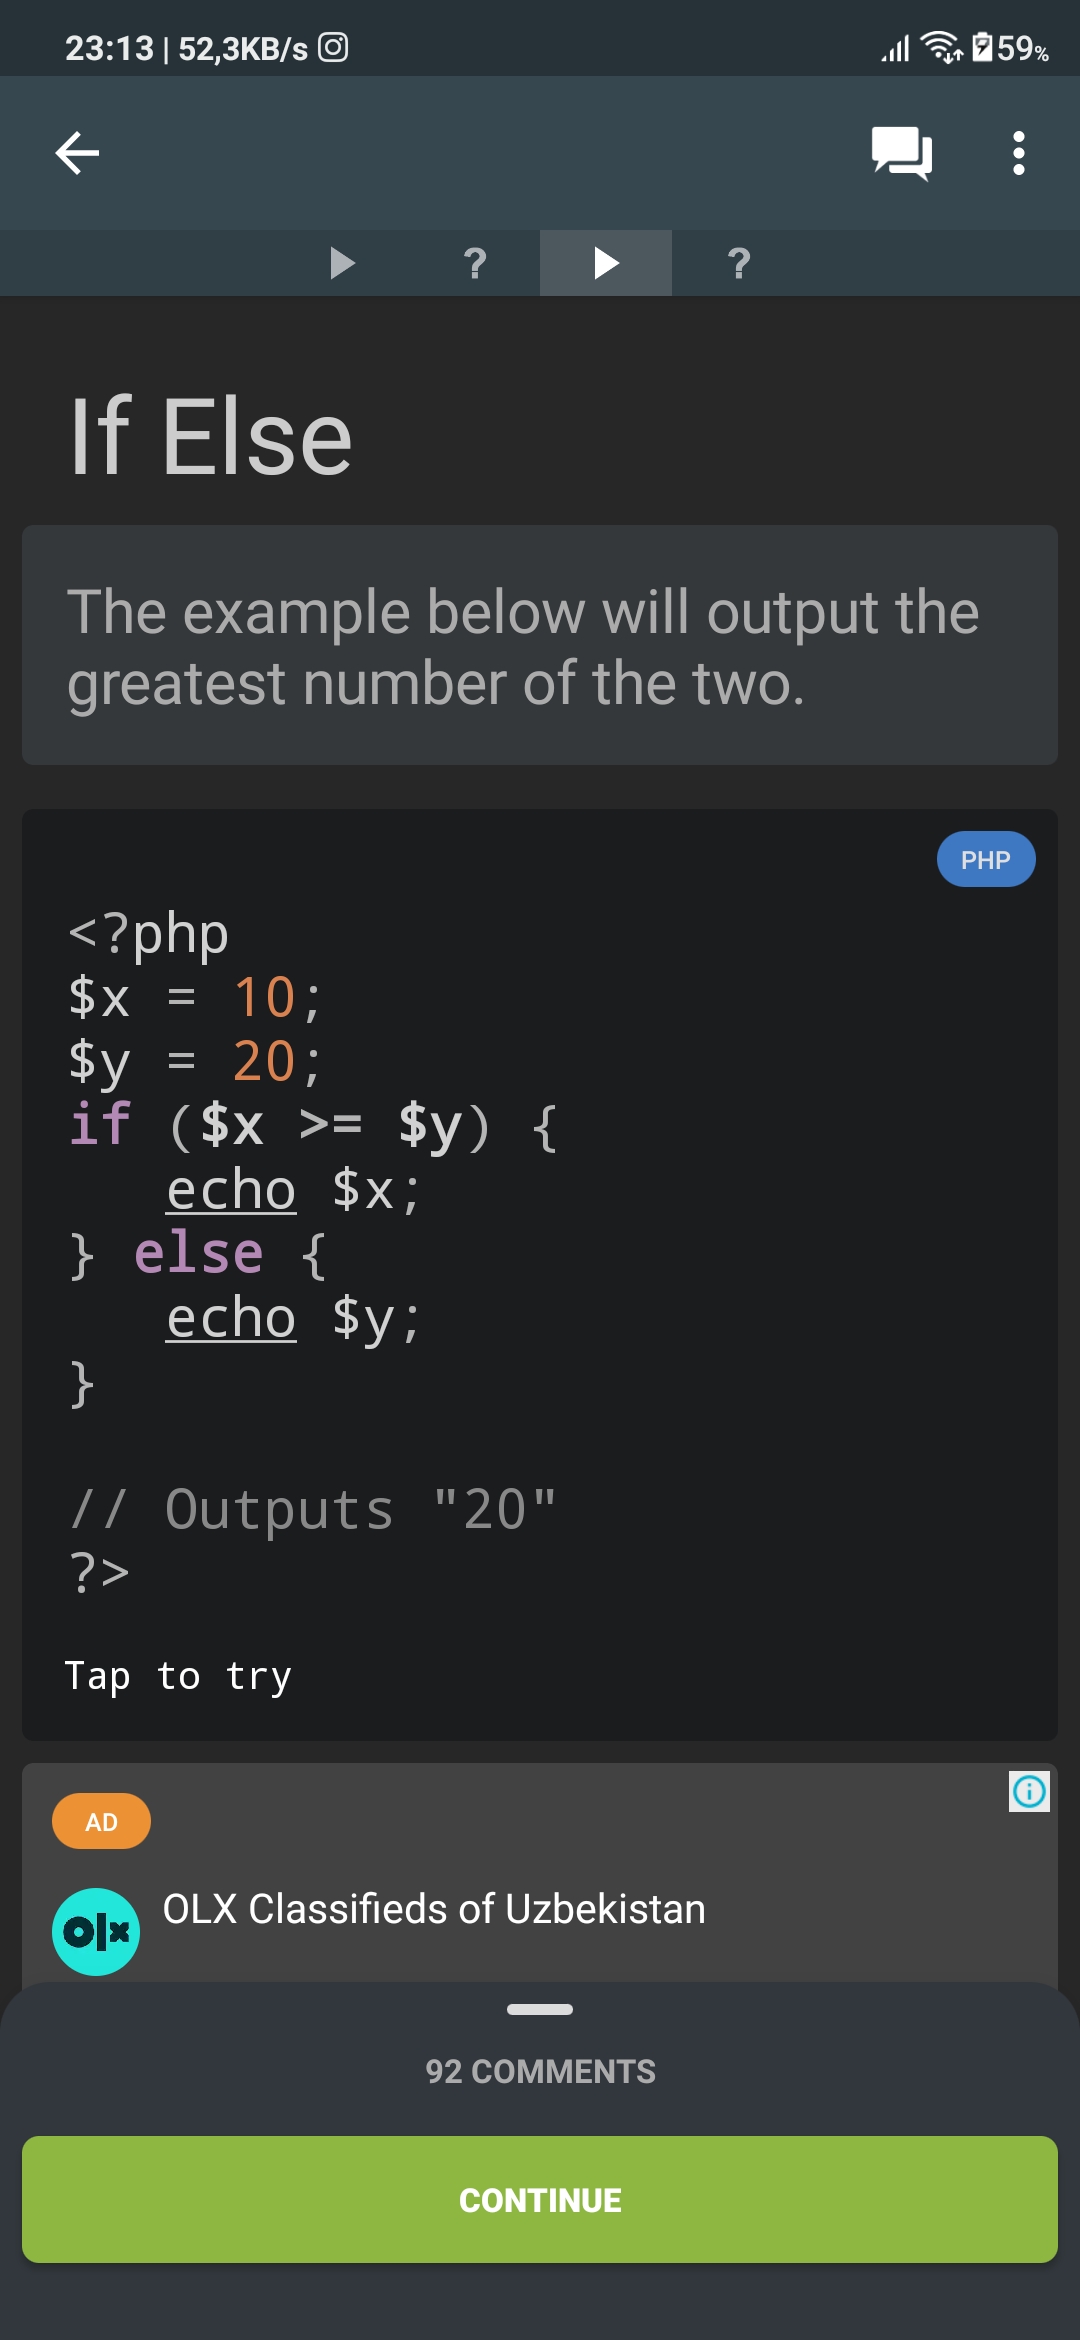 23:13 | 52,3KB/s 59%
? ?
If Else
The example below will output the
greatest number of the two.
PHP
<?php
$x = 10;
$y = 20;
if ($x >= $y) {
    echo $x;
} else {
    echo $y;
}
// Outputs "20"
?>
Tap to try
AD
olx OLX Classifieds of Uzbekistan
92 COMMENTS
CONTINUE